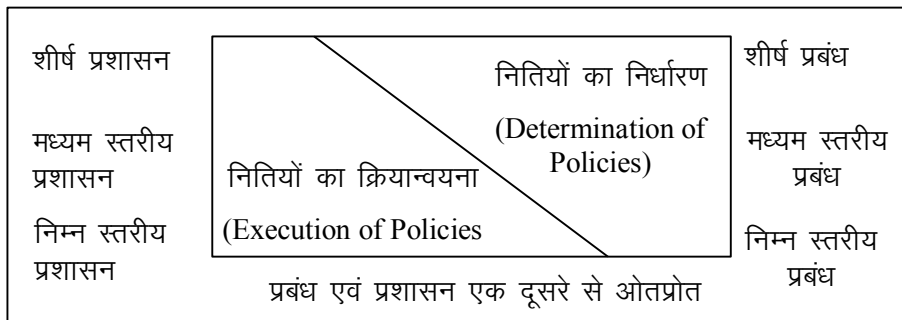 शीर्ष प्रशासन
मध्यम स्तरीय
प्रशासन
निम्न स्तरीय
प्रशासन
नितियों का निर्धारण
(Determination of
Policies)
नितियों का क्रियान्वयना
(Execution of Policies
शीर्ष प्रबंध
मध्यम स्तरीय
प्रबंध
निम्न स्तरीय
प्रबंध
प्रबंध एवं प्रशासन एक दूसरे से ओतप्रोत